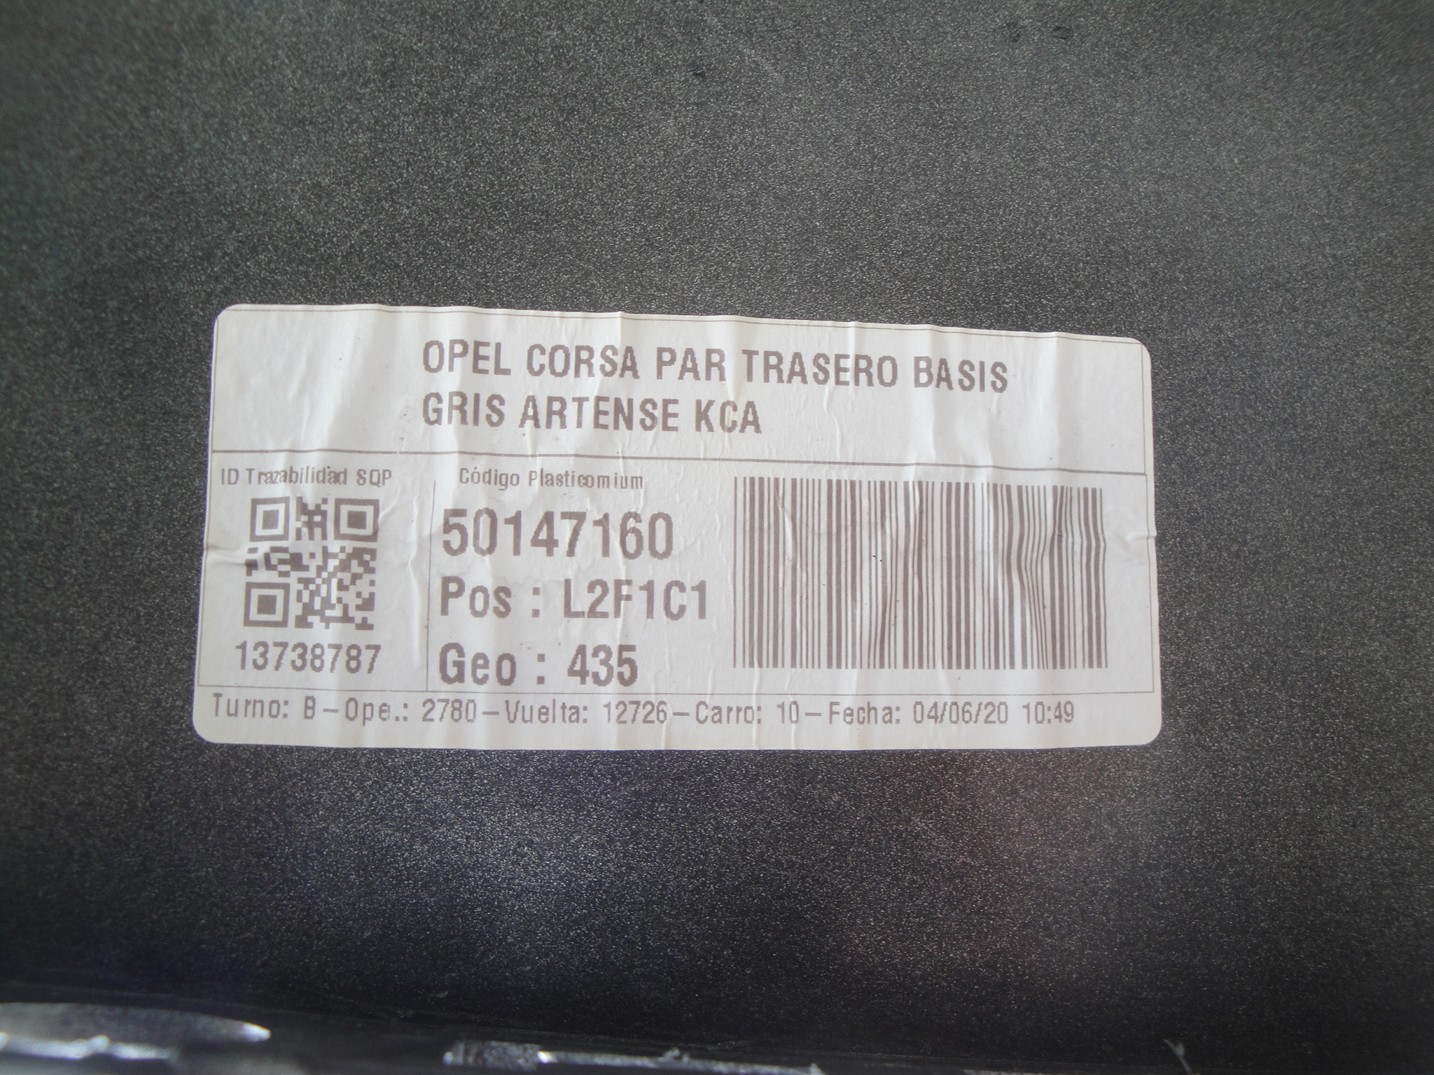 OPEL CORSA PAR TRASERO BASIS
GRIS ARTENSE KCA
ID Trazabilidad SQP
Código Plasticomium
50147160
Pos : L2F1C1
13738787
Geo : 435
Turno: B-Ope.: 2780-Vuelta: 12726-Carro: 10-Fecha: 04/06/20 10:49